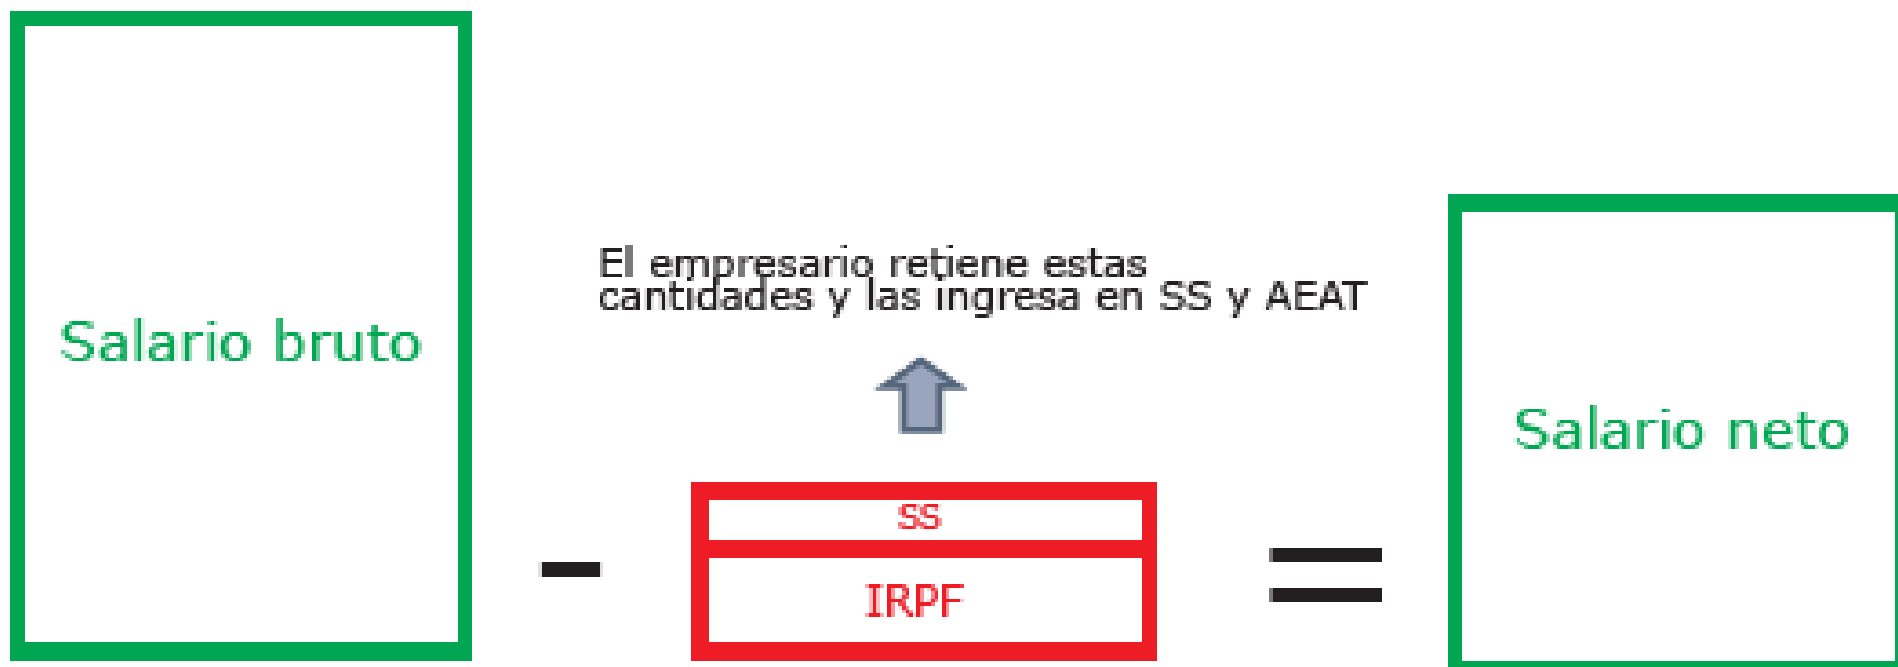 El empresario retiene estas
cantidades y las ingresa en SS y AEAT
Salario bruto
-
SS
IRPF
=
Salario neto